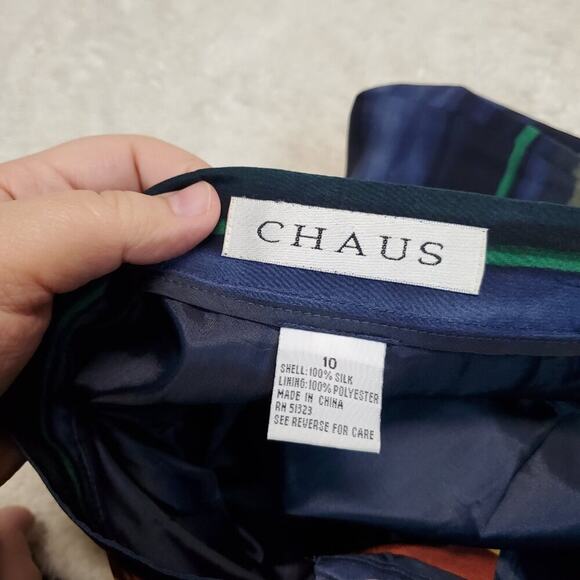 CHAUS
10
SHELL:100% SILK
LINING:100% POLYESTER
MADE IN CHINA
RN 51323
SEE REVERSE FOR CARE